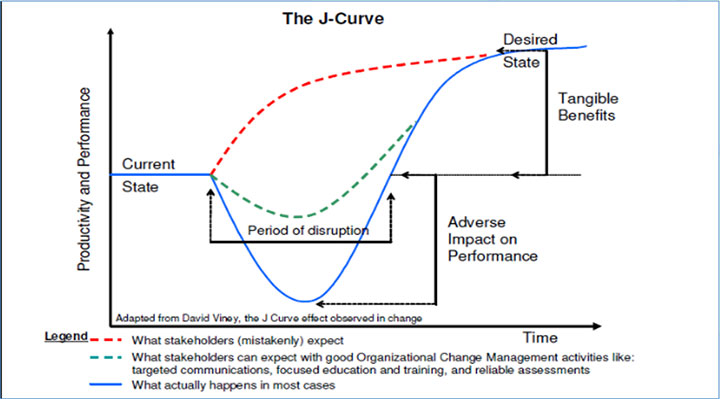 The J-Curve
Productivity and Performance
Current
State
Desired
State
Tangible
Benefits
Period of disruption
Adverse
Impact on
Performance
Adapted from David Viney, the J Curve effect observed in change
Time
Legend
What stakeholders (mistakenly) expect
What stakeholders can expect with good Organizational Change Management activities like:
targeted communications, focused education and training, and reliable assessments
What actually happens in most cases